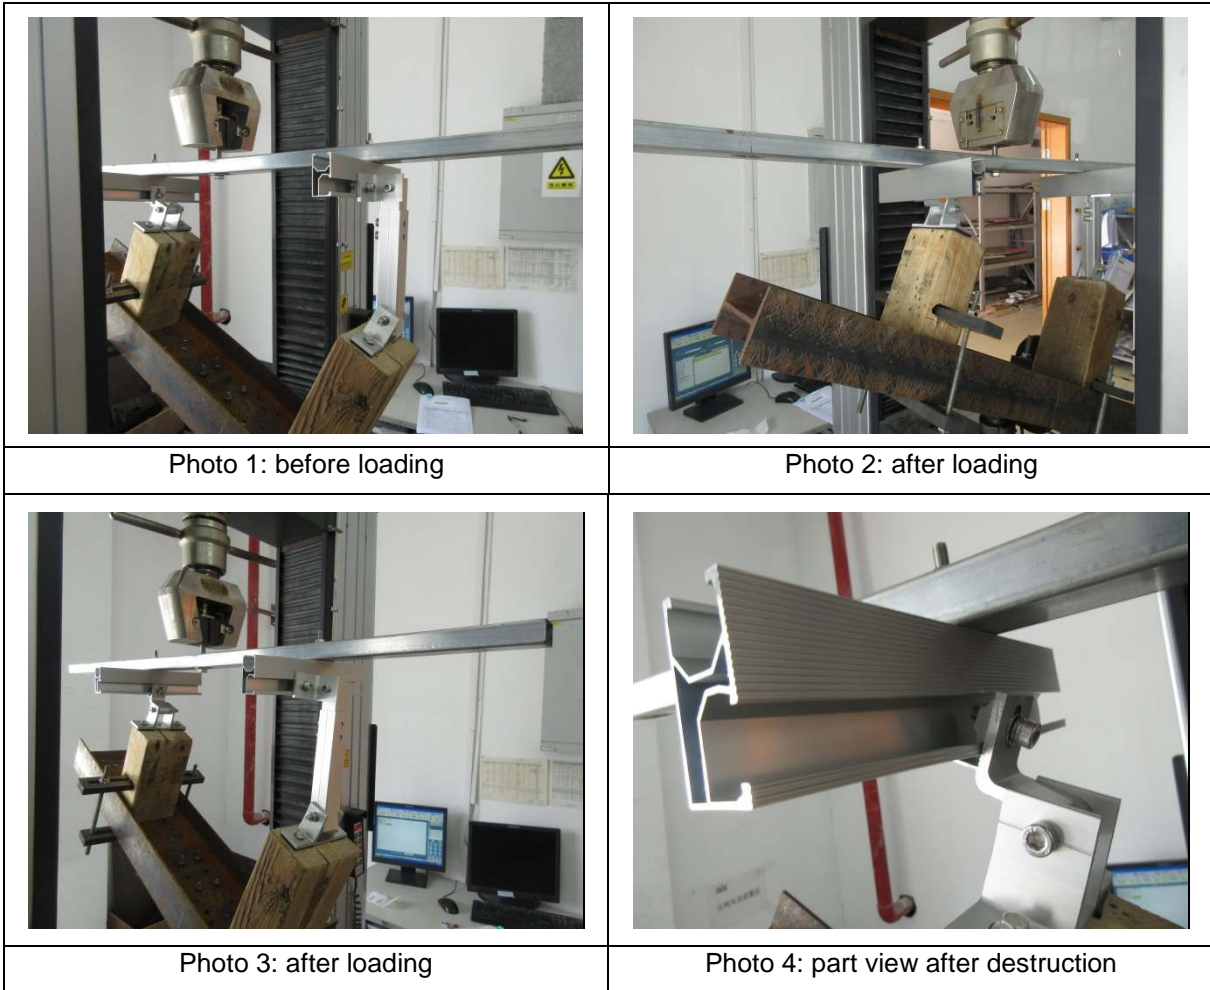 Photo 1: before loading
Photo 2: after loading
Photo 3: after loading
Photo 4: part view after destruction